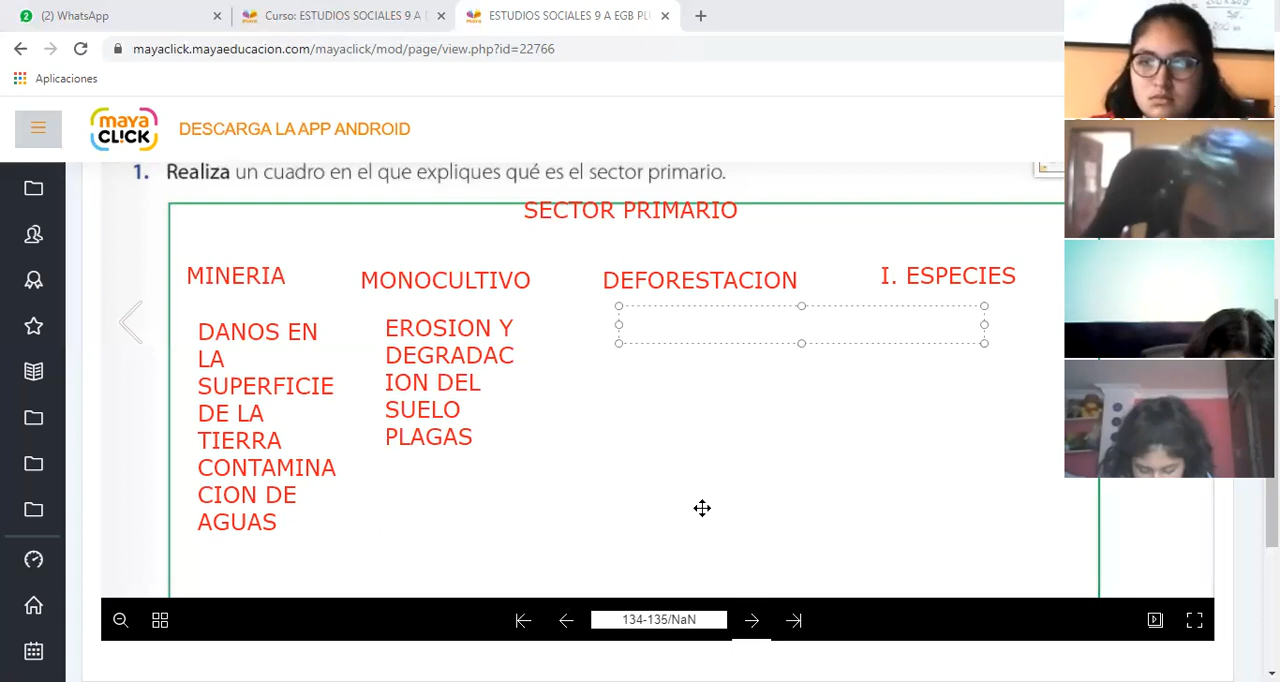 (2) WhatsApp
Curso: ESTUDIOS SOCIALES 9 A
ESTUDIOS SOCIALES 9 A EGB PLU
mayaclick.mayaeducacion.com/mayaclick/mod/page/view.php?id=22766
Aplicaciones
maya CLICK
DESCARGA LA APP ANDROID
1. Realiza un cuadro en el que expliques qué es el sector primario.
SECTOR PRIMARIO
MINERIA
DANOS EN
LA
SUPERFICIE
DE LA
TIERRA
CONTAMINA
CION DE
AGUAS
MONOCULTIVO
EROSION Y
DEGRADAC
ION DEL
SUELO
PLAGAS
DEFORESTACION
I. ESPECIES
134-135/NaN